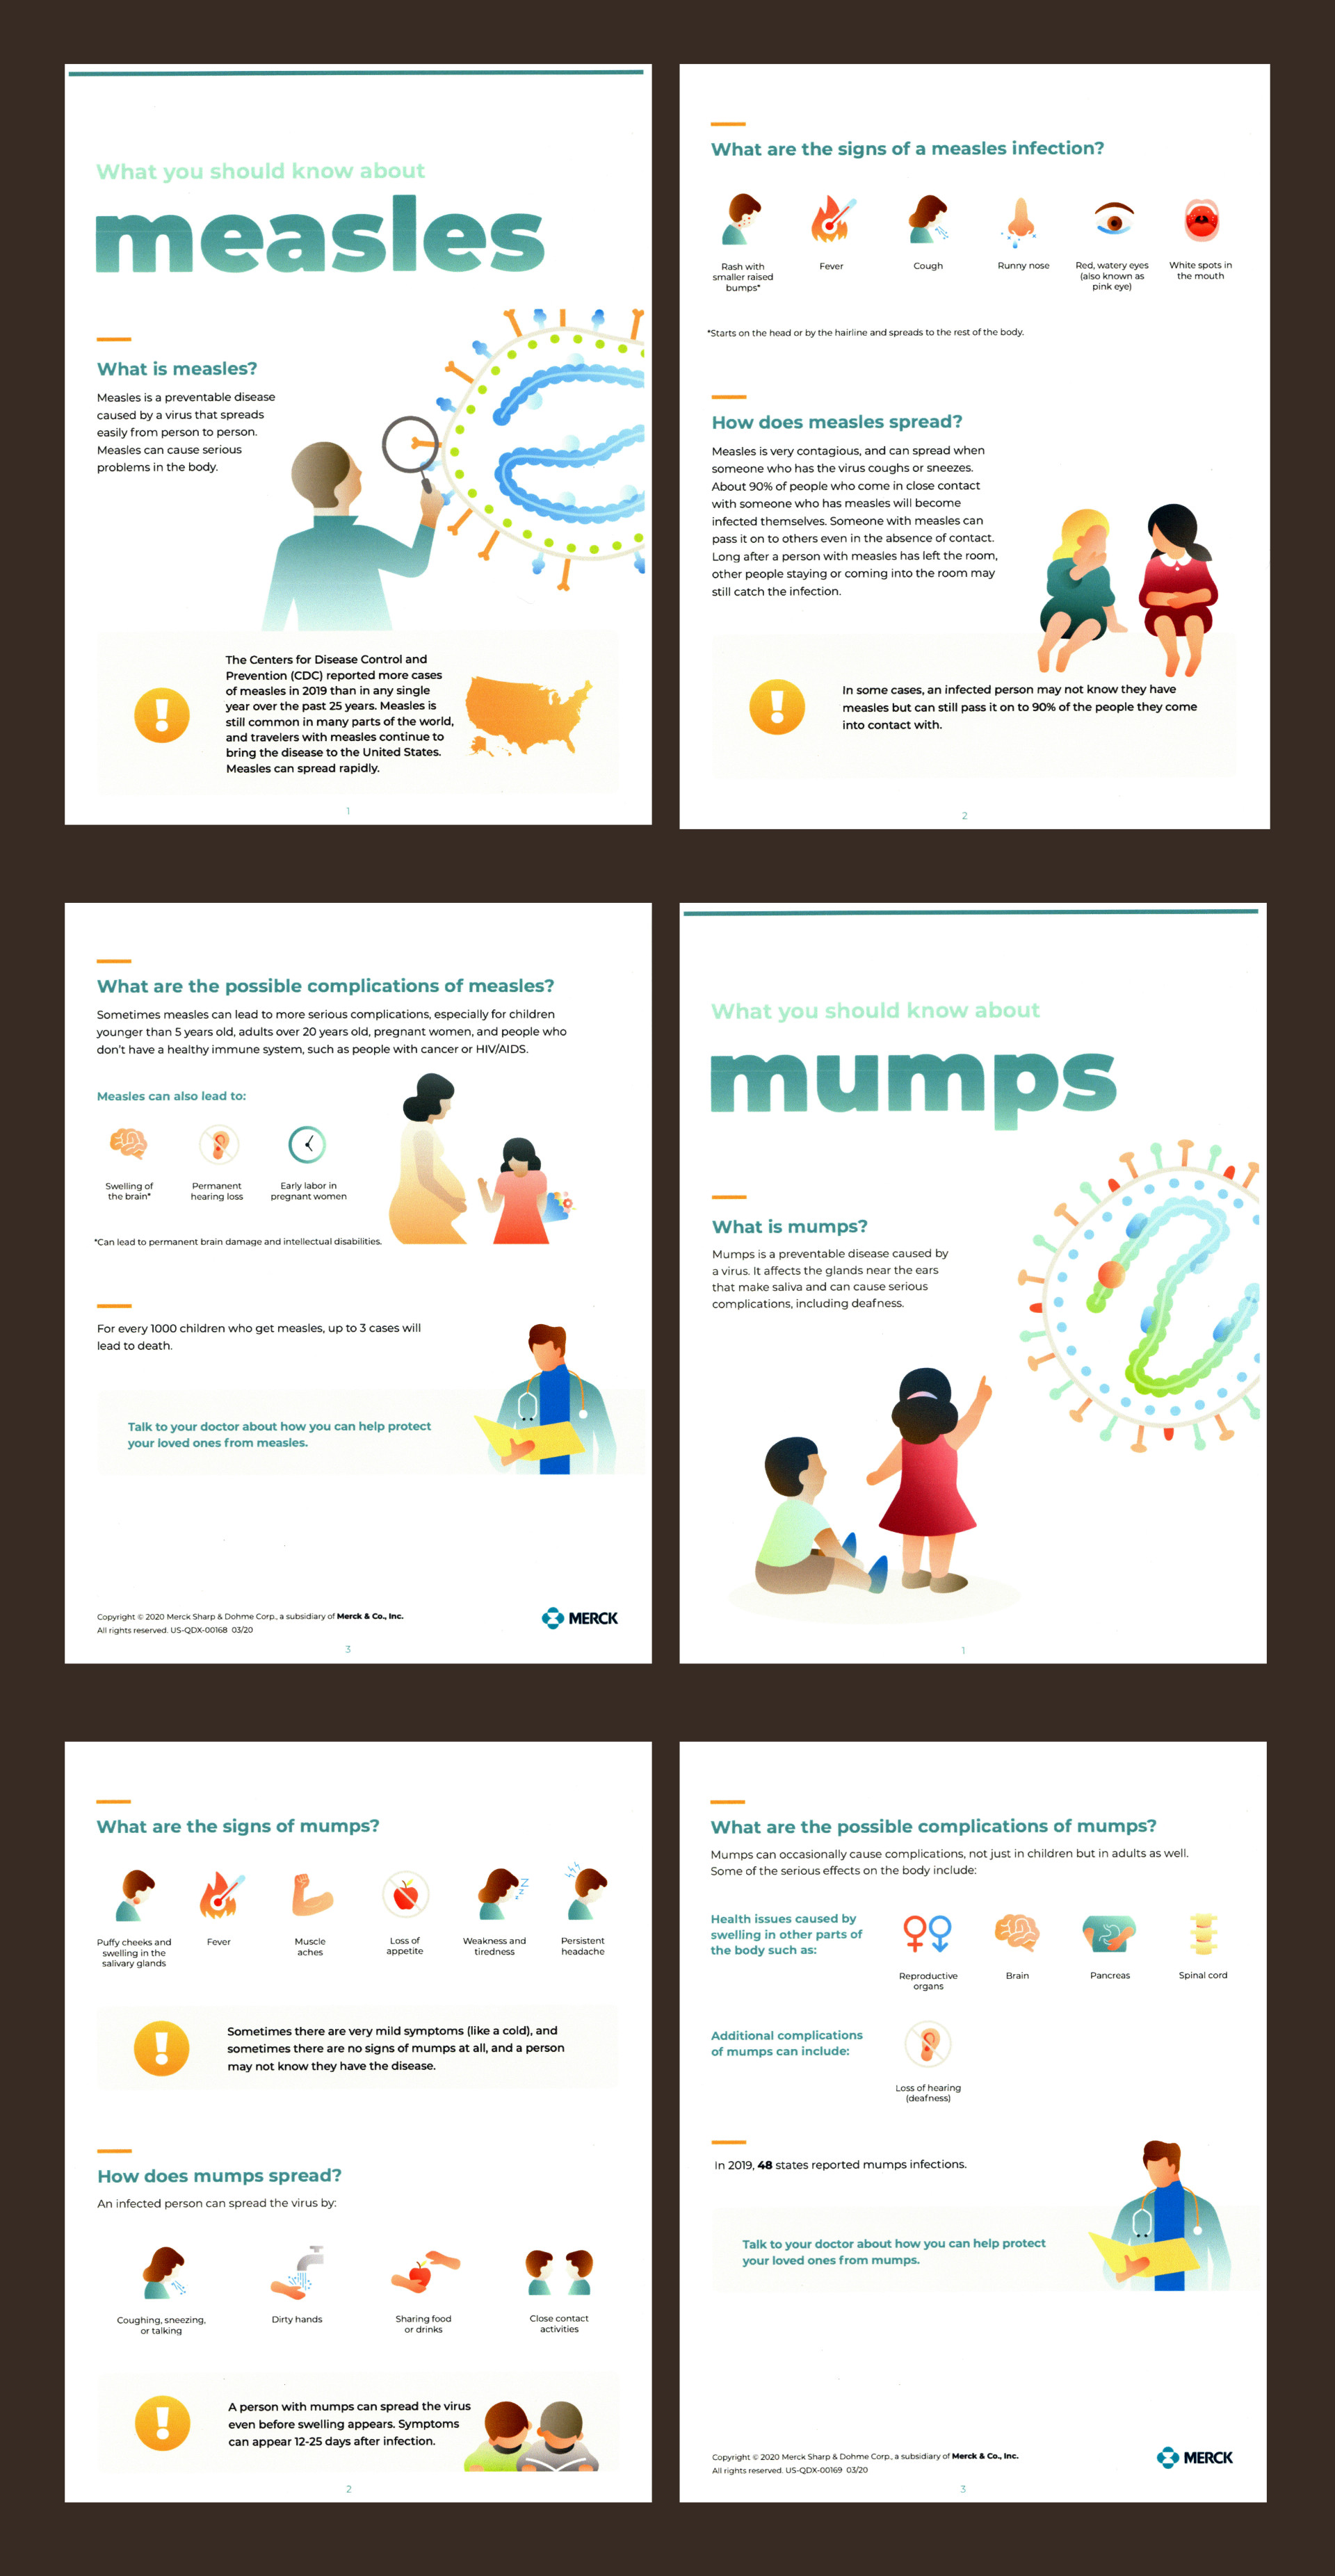 What you should know about
measles
What is measles?
Measles is a preventable disease
caused by a virus that spreads
easily from person to person.
Measles can cause serious
problems in the body.
The Centers for Disease Control and
Prevention (CDC) reported more cases
of measles in 2019 than in any single
year over the past 25 years. Measles is
still common in many parts of the world,
and travelers with measles continue to
bring the disease to the United States.
Measles can spread rapidly.
1
What are the signs of a measles infection?
Rash with
smaller raised
bumps*
Fever
Cough
Runny nose
Red, watery eyes
(also known as
pink eye)
White spots in
the mouth
*Starts on the head or by the hairline and spreads to the rest of the body.
How does measles spread?
Measles is very contagious, and can spread when
someone who has the virus coughs or sneezes.
About 90% of people who come in close contact
with someone who has measles will become
infected themselves. Someone with measles can
pass it on to others even in the absence of contact.
Long after a person with measles has left the room,
other people staying or coming into the room may
still catch the infection.
In some cases, an infected person may not know they have
measles but can still pass it on to 90% of the people they come
into contact with.
2
What are the possible complications of measles?
Sometimes measles can lead to more serious complications, especially for children
younger than 5 years old, adults over 20 years old, pregnant women, and people who
don't have a healthy immune system, such as people with cancer or HIV/AIDS.
Measles can also lead to:
Swelling of
the brain*
Permanent
hearing loss
Early labor in
pregnant women
*Can lead to permanent brain damage and intellectual disabilities.
For every 1000 children who get measles, up to 3 cases will
lead to death.
Talk to your doctor about how you can help protect
your loved ones from measles.
Copyright © 2020 Merck Sharp & Dohme Corp., a subsidiary of Merck & Co., Inc.
All rights reserved. US-QDX-00168 03/20
MERCK
3
What you should know about
mumps
What is mumps?
Mumps is a preventable disease caused by
a virus. It affects the glands near the ears
that make saliva and can cause serious
complications, including deafness.
1
What are the signs of mumps?
Puffy cheeks and
swelling in the
salivary glands
Fever
Muscle
aches
Loss of
appetite
Weakness and
tiredness
Persistent
headache
Sometimes there are very mild symptoms (like a cold), and
sometimes there are no signs of mumps at all, and a person
may not know they have the disease.
How does mumps spread?
An infected person can spread the virus by:
Coughing, sneezing,
or talking
Dirty hands
Sharing food
or drinks
Close contact
activities
A person with mumps can spread the virus
even before swelling appears. Symptoms
can appear 12-25 days after infection.
2
What are the possible complications of mumps?
Mumps can occasionally cause complications, not just in children but in adults as well.
Some of the serious effects on the body include:
Health issues caused by
swelling in other parts of
the body such as:
Reproductive
organs
Brain
Pancreas
Spinal cord
Additional complications
of mumps can include:
Loss of hearing
(deafness)
In 2019, 48 states reported mumps infections.
Talk to your doctor about how you can help protect
your loved ones from mumps.
Copyright © 2020 Merck Sharp & Dohme Corp., a subsidiary of Merck & Co., Inc.
All rights reserved. US-QDX-00169 03/20
MERCK
3